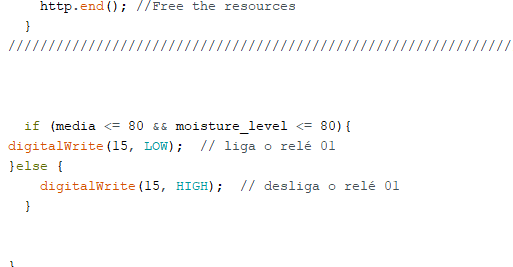 http.end(); //Free the resources
}
///////////////////////////////////////////////////////////////
if (media <= 80 && moisture_level <= 80){
digitalWrite(15, LOW);  // liga o relé 01
}else {
digitalWrite(15, HIGH);  // desliga o relé 01
}
}